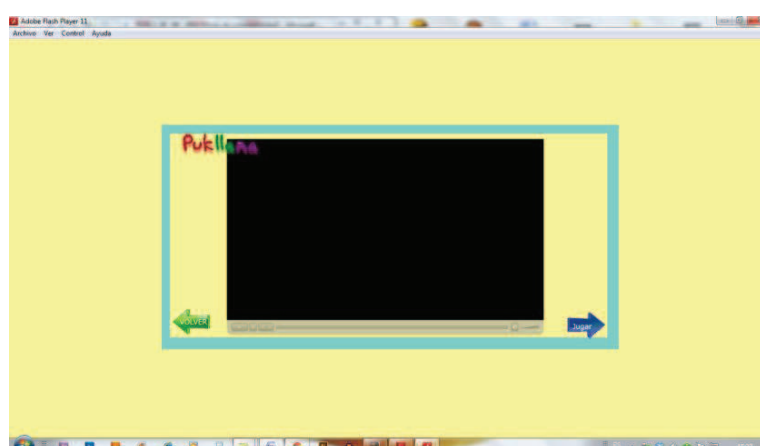 Adobe Flash Player 11
Archivo Ver Control Ayuda
Pukllana
VOLVER
Jugar